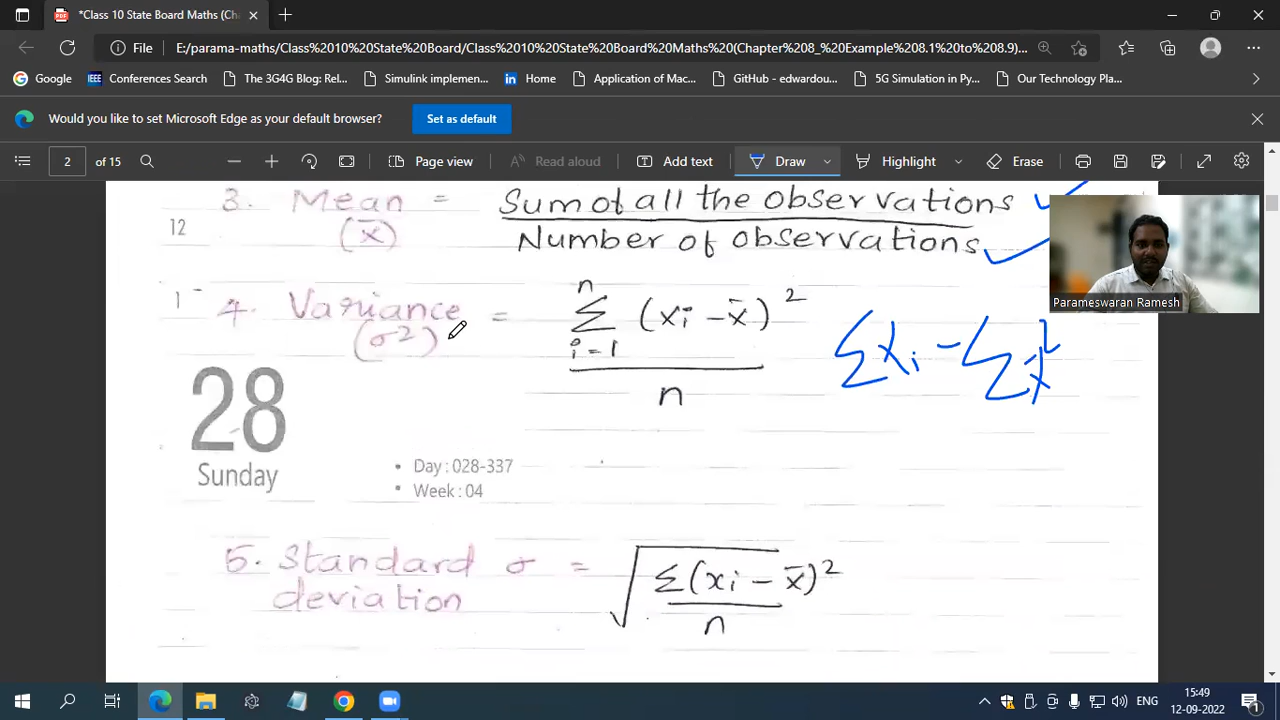 *Class 10 State Board Maths (Cha
File E:/parama-maths/Class%2010%20State%20Board/Class%2010%20State%20Board%20Maths%20(Chapter%208_%20Example%208.1%20to%208.9)...
Google Conferences Search The 3G4G Blog: Rel... Simulink implemen... Home Application of Mac... GitHub - edwardou... 5G Simulation in Py... Our Technology Pla...
Would you like to set Microsoft Edge as your default browser? Set as default
2 of 15 Page view Read aloud Add text Draw Highlight Erase
3. Mean = Sum of all the observations
(x̄) Number of observations
12
4. Variance = n Σ i=1 (xi - x̄)²
(σ²) n
Σxi - Σx̄²
Parameswaran Ramesh
28
Sunday
• Day : 028-337
• Week : 04
5. Standard σ = √ Σ(xi - x̄)²
deviation n
ENG 15:49
12-09-2022